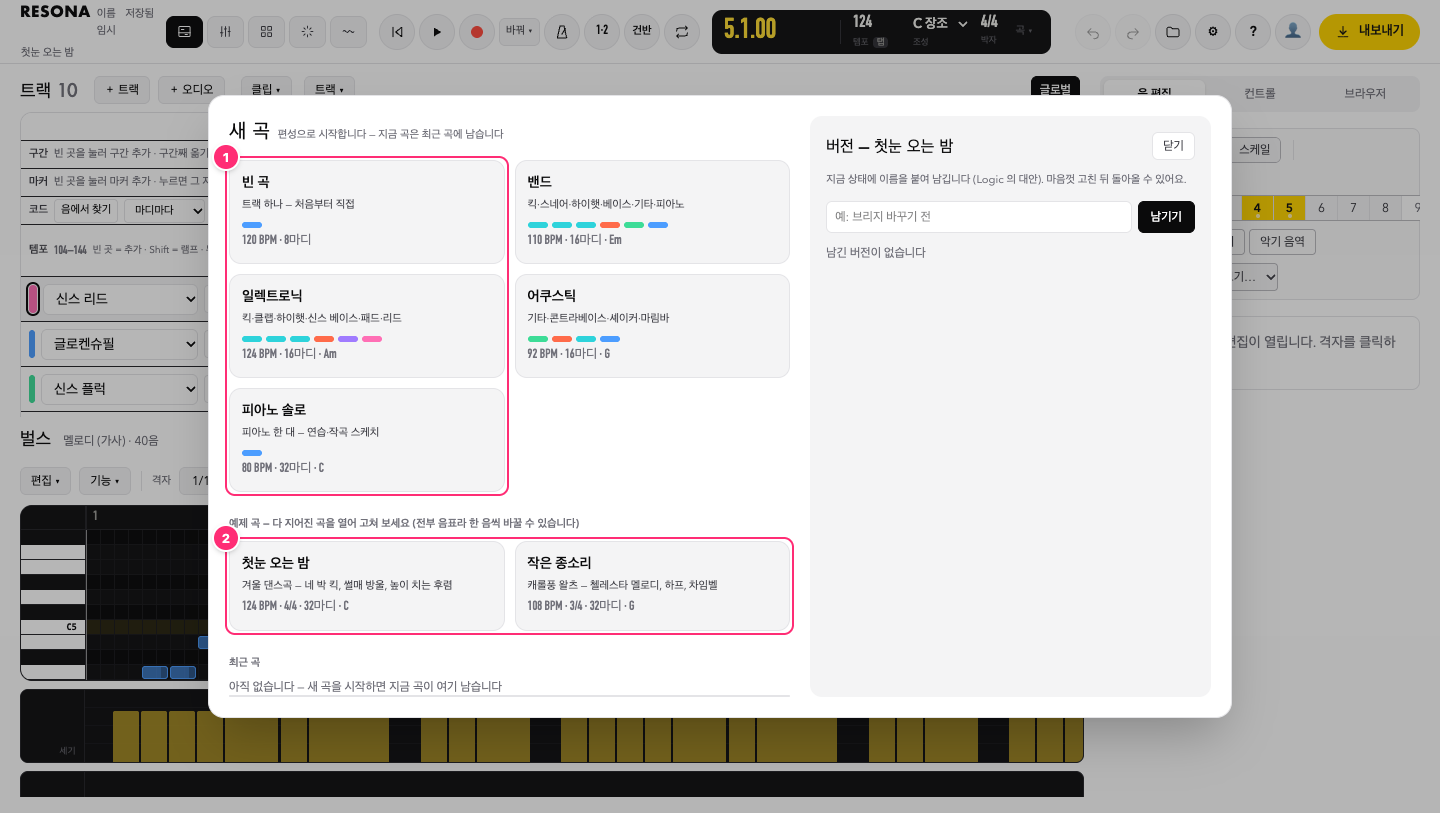 RESONA 이름 저장됨
임시
첫눈 오는 밤
바꿔 ▾
1·2
건반
5.1.00
124
템포 탭
C 장조
조성
4/4
박자
곡 ▾
?
내보내기
트랙 10
+ 트랙
+ 오디오
클립 ▾
트랙 ▾
글로벌
음 편집
컨트롤
브라우저
구간 빈 곳을 눌러 구간 추가 · 구간째 옮기
마커 빈 곳을 눌러 마커 추가 · 누르면 그 지
코드 음에서 찾기 마디마다
템포 104–144 빈 곳 = 추가 · Shift = 램프 ·
신스 리드
글로켄슈필
신스 플럭
벌스 멜로디 (가사) · 40음
편집 ▾
기능 ▾
격자
1/1
1
C5
세기
스케일
4 5 6 7 8 9
악기 음역
기…
편집이 열립니다. 격자를 클릭하
새 곡 편성으로 시작합니다 — 지금 곡은 최근 곡에 남습니다
1
빈 곡
트랙 하나 — 처음부터 직접
120 BPM · 8마디
밴드
킥·스네어·하이햇·베이스·기타·피아노
110 BPM · 16마디 · Em
일렉트로닉
킥·클랩·하이햇·신스 베이스·패드·리드
124 BPM · 16마디 · Am
어쿠스틱
기타·콘트라베이스·셰이커·마림바
92 BPM · 16마디 · G
피아노 솔로
피아노 한 대 — 연습·작곡 스케치
80 BPM · 32마디 · C
예제 곡 — 다 지어진 곡을 열어 고쳐 보세요 (전부 음표라 한 음씩 바꿀 수 있습니다)
2
첫눈 오는 밤
겨울 댄스곡 — 네 박 킥, 썰매 방울, 높이 치는 후렴
124 BPM · 4/4 · 32마디 · C
작은 종소리
캐롤풍 왈츠 — 첼레스타 멜로디, 하프, 차임벨
108 BPM · 3/4 · 32마디 · G
최근 곡
아직 없습니다 — 새 곡을 시작하면 지금 곡이 여기 남습니다
버전 — 첫눈 오는 밤
닫기
지금 상태에 이름을 붙여 남깁니다 (Logic 의 대안). 마음껏 고친 뒤 돌아올 수 있어요.
예: 브리지 바꾸기 전
남기기
남긴 버전이 없습니다